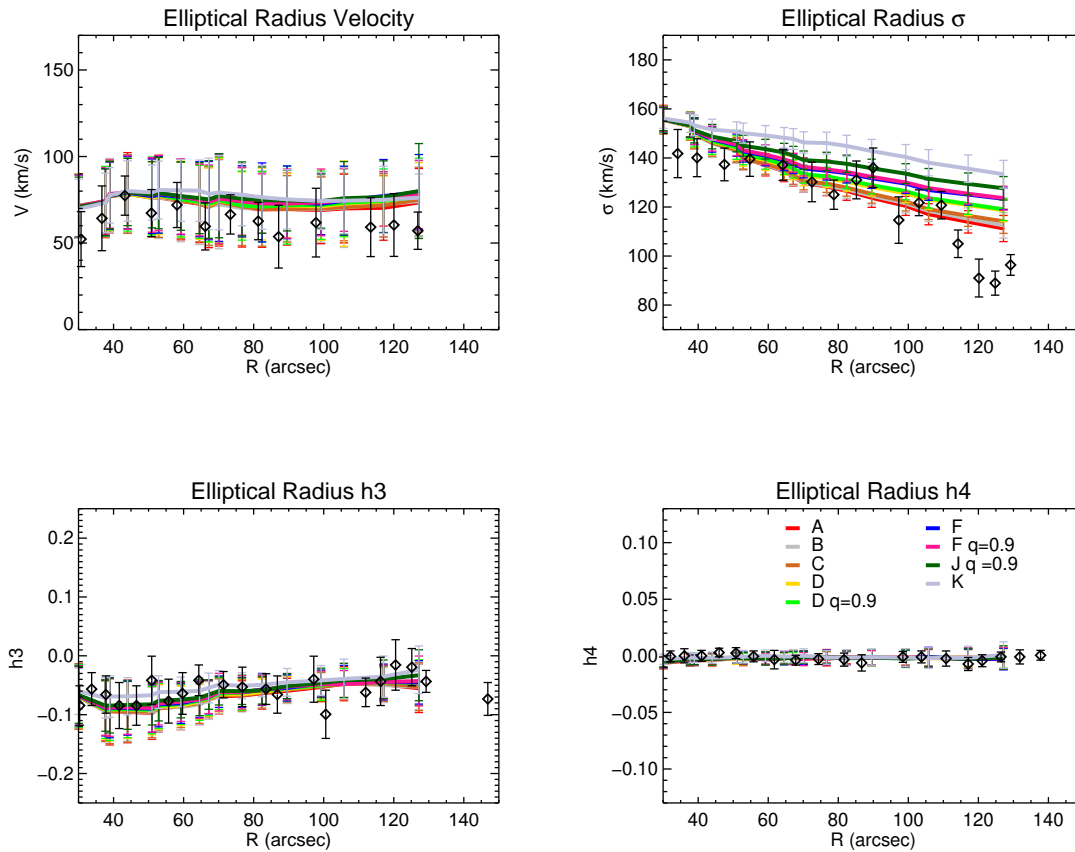 Elliptical Radius Velocity
150
100
50
0
V (km/s)
40 60 80 100 120 140
R (arcsec)
Elliptical Radius σ
180
160
140
120
100
80
σ (km/s)
40 60 80 100 120 140
R (arcsec)
Elliptical Radius h3
0.2
0.1
0.0
−0.1
−0.2
h3
40 60 80 100 120 140
R (arcsec)
Elliptical Radius h4
0.10
0.05
0.00
−0.05
−0.10
h4
A
B
C
D
D q=0.9
F
F q=0.9
J q =0.9
K
40 60 80 100 120 140
R (arcsec)